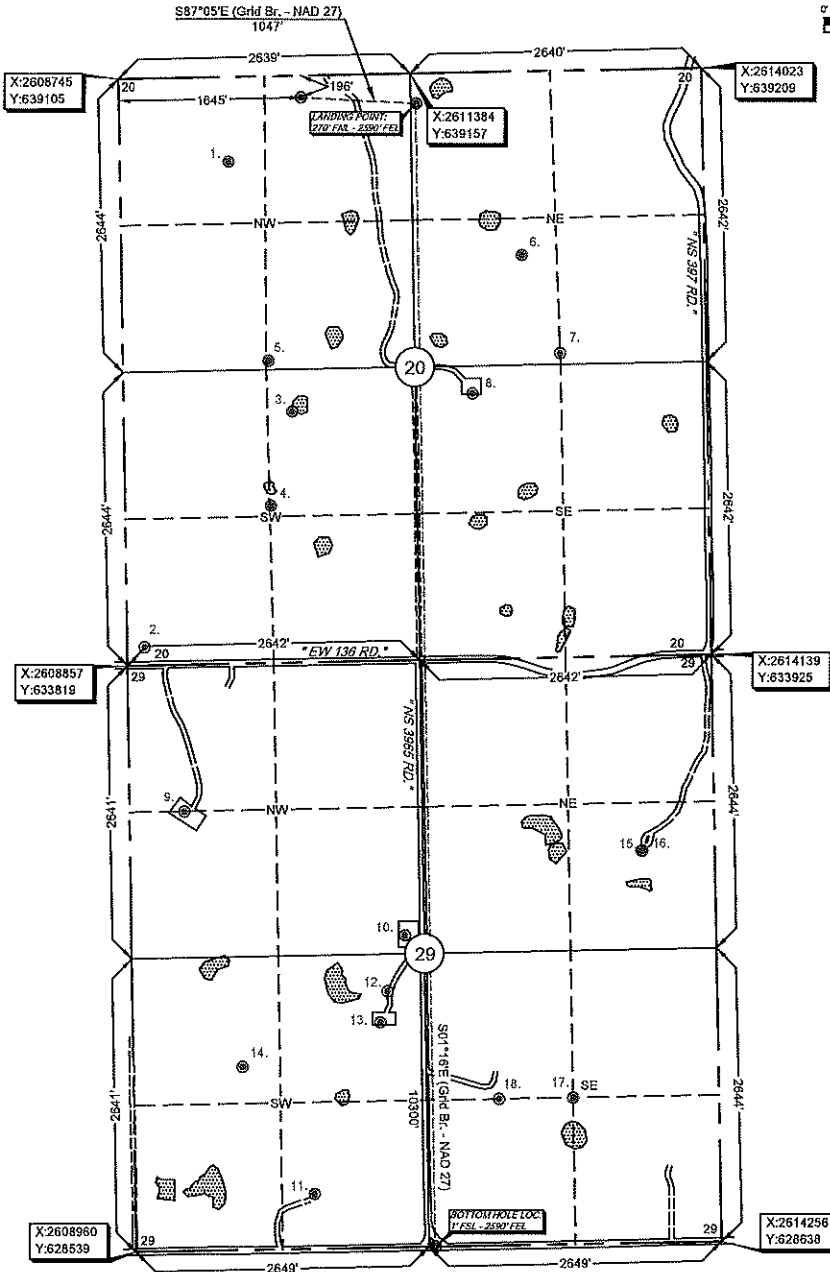 S87°05'E (Grid Br. - NAD 27)
1047'
0'
2639'
2640'
X:2608745
Y:639105
20
196'
20
X:2614023
Y:639209
1645'
LANDING POINT:
270' FNL - 2590' FEL
X:2611384
Y:639157
1.
2644'
NW
NE
2642'
6.
"NS 397 RD."
5.
7.
20
8.
3.
4.
2644'
SW
SE
2642'
2.
20
2642'
"EW 136 RD."
20
X:2608857
Y:633819
29
2642'
29
X:2614139
Y:633925
"NS 3965 RD."
9.
NW
NE
2641'
2644'
15.
16.
10.
29
12.
13.
S01°16'E (Grid Br. - NAD 27)
10300'
14.
18.
17.
SE
2641'
SW
2644'
11.
BOTTOM HOLE LOC.
1' FSL - 2590' FEL
X:2608960
Y:628539
29
29
X:2614256
Y:628638
2649'
2649'